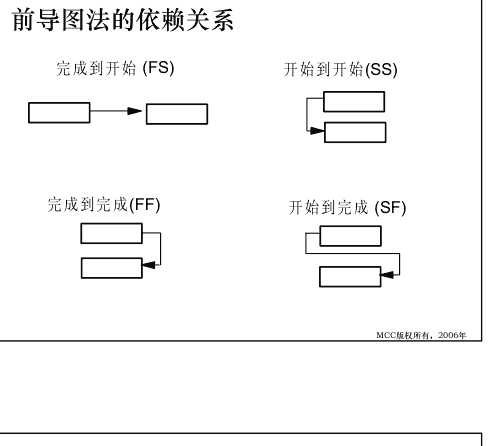 前导图法的依赖关系
完成到开始 (FS)
开始到开始(SS)
完成到完成(FF)
开始到完成 (SF)
MCC版权所有，2006年